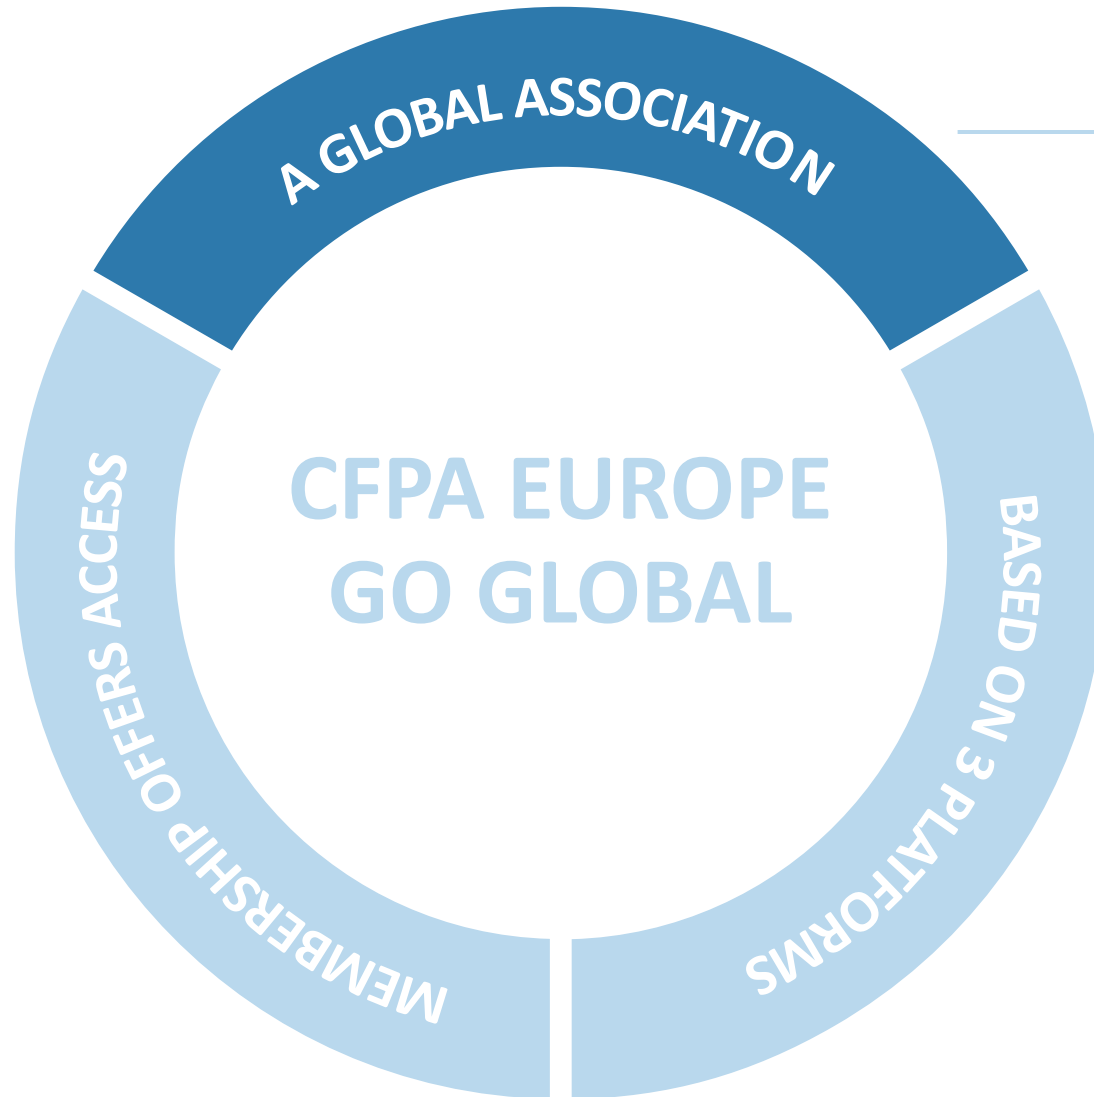 A GLOBAL ASSOCIATION
CFPA EUROPE
GO GLOBAL
BASED ON 3 PLATFORMS
MEMBERSHIP OFFERS ACCESS